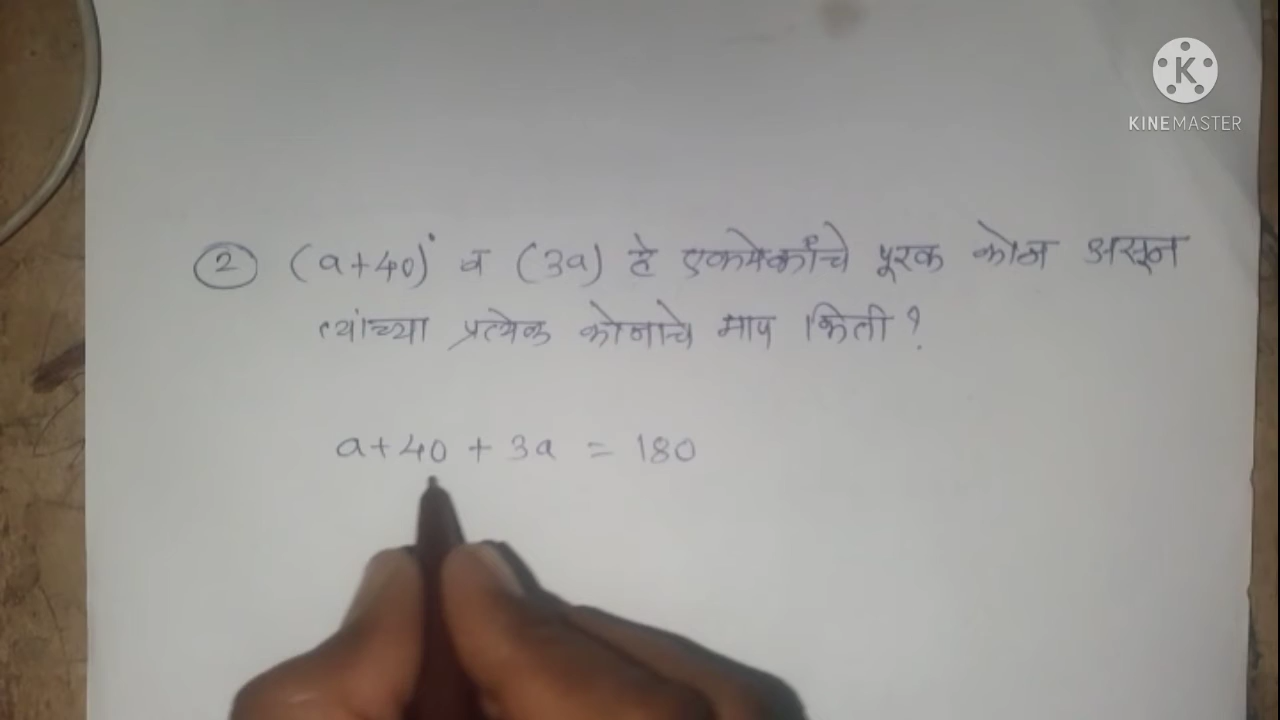 KINEMASTER
② (a+40)° व (3a) हे एकमेकांचे पूरक कोन असून
त्यांच्या प्रत्येक कोनाचे माप किती ?
a+40 + 3a = 180